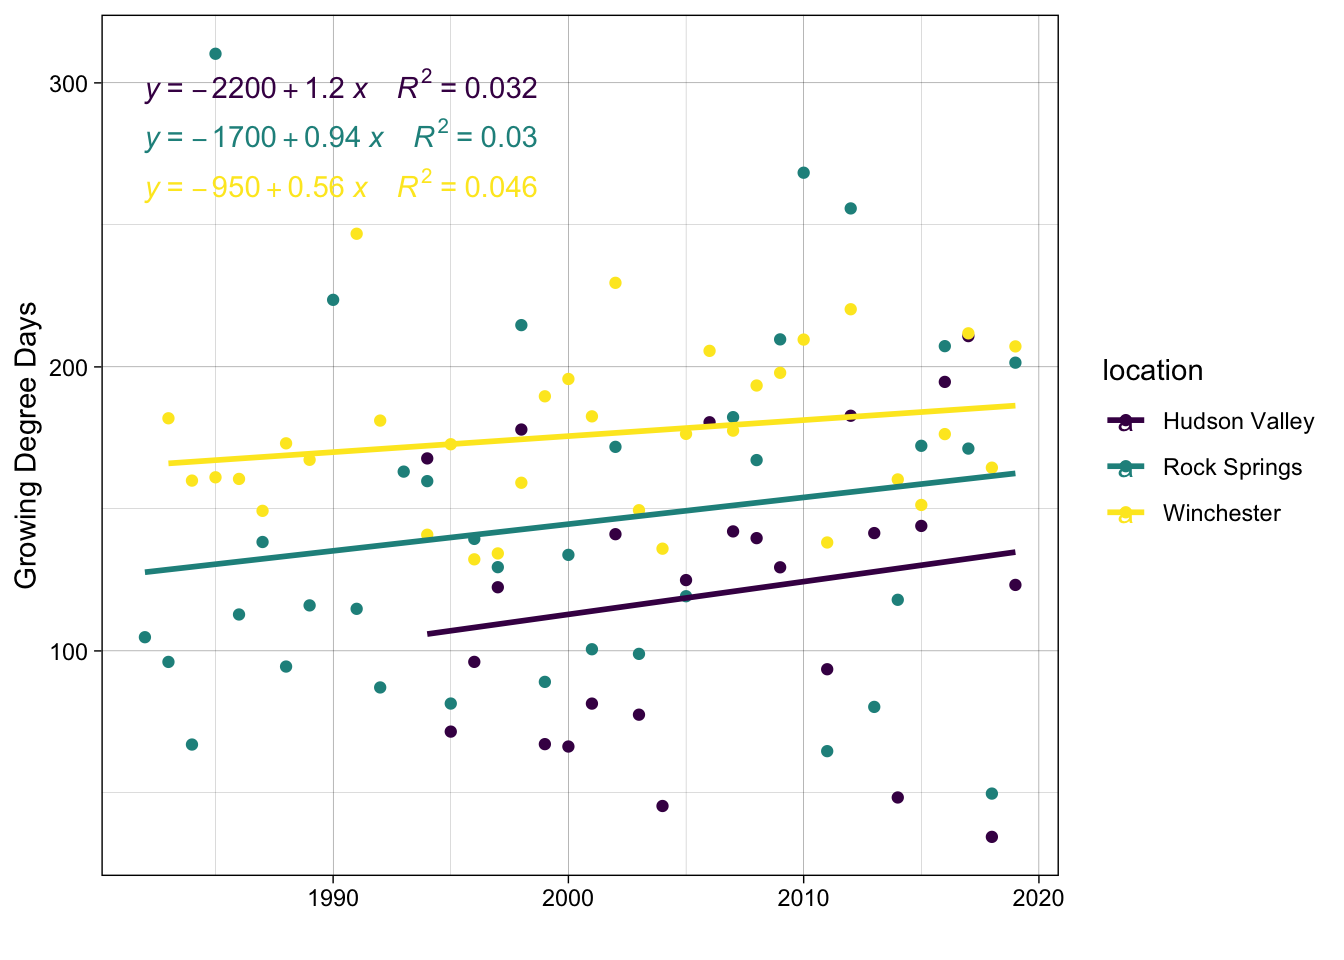 300
200
100
Growing Degree Days
y = −2200 + 1.2 x R² = 0.032
y = −1700 + 0.94 x R² = 0.03
y = −950 + 0.56 x R² = 0.046
1990 2000 2010 2020
location
a Hudson Valley
a Rock Springs
a Winchester